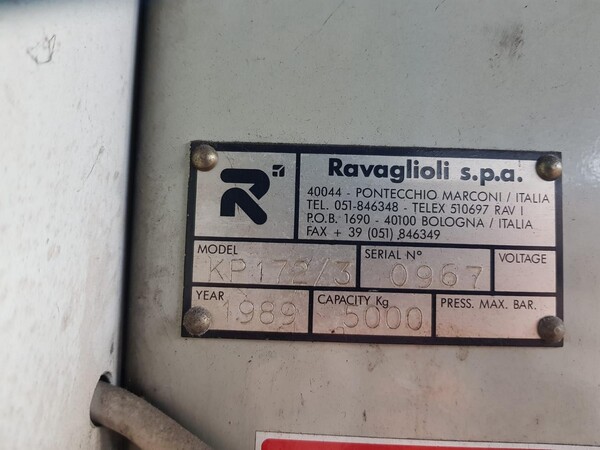 R
Ravaglioli s.p.a.
40044 - PONTECCHIO MARCONI / ITALIA
TEL. 051-846348 - TELEX 510697 RAV I
P.O.B. 1690 - 40100 BOLOGNA / ITALIA
FAX + 39 (051) 846349
MODEL SERIAL N° VOLTAGE
KP172/3 0967
YEAR CAPACITY Kg PRESS. MAX. BAR.
1989 5000